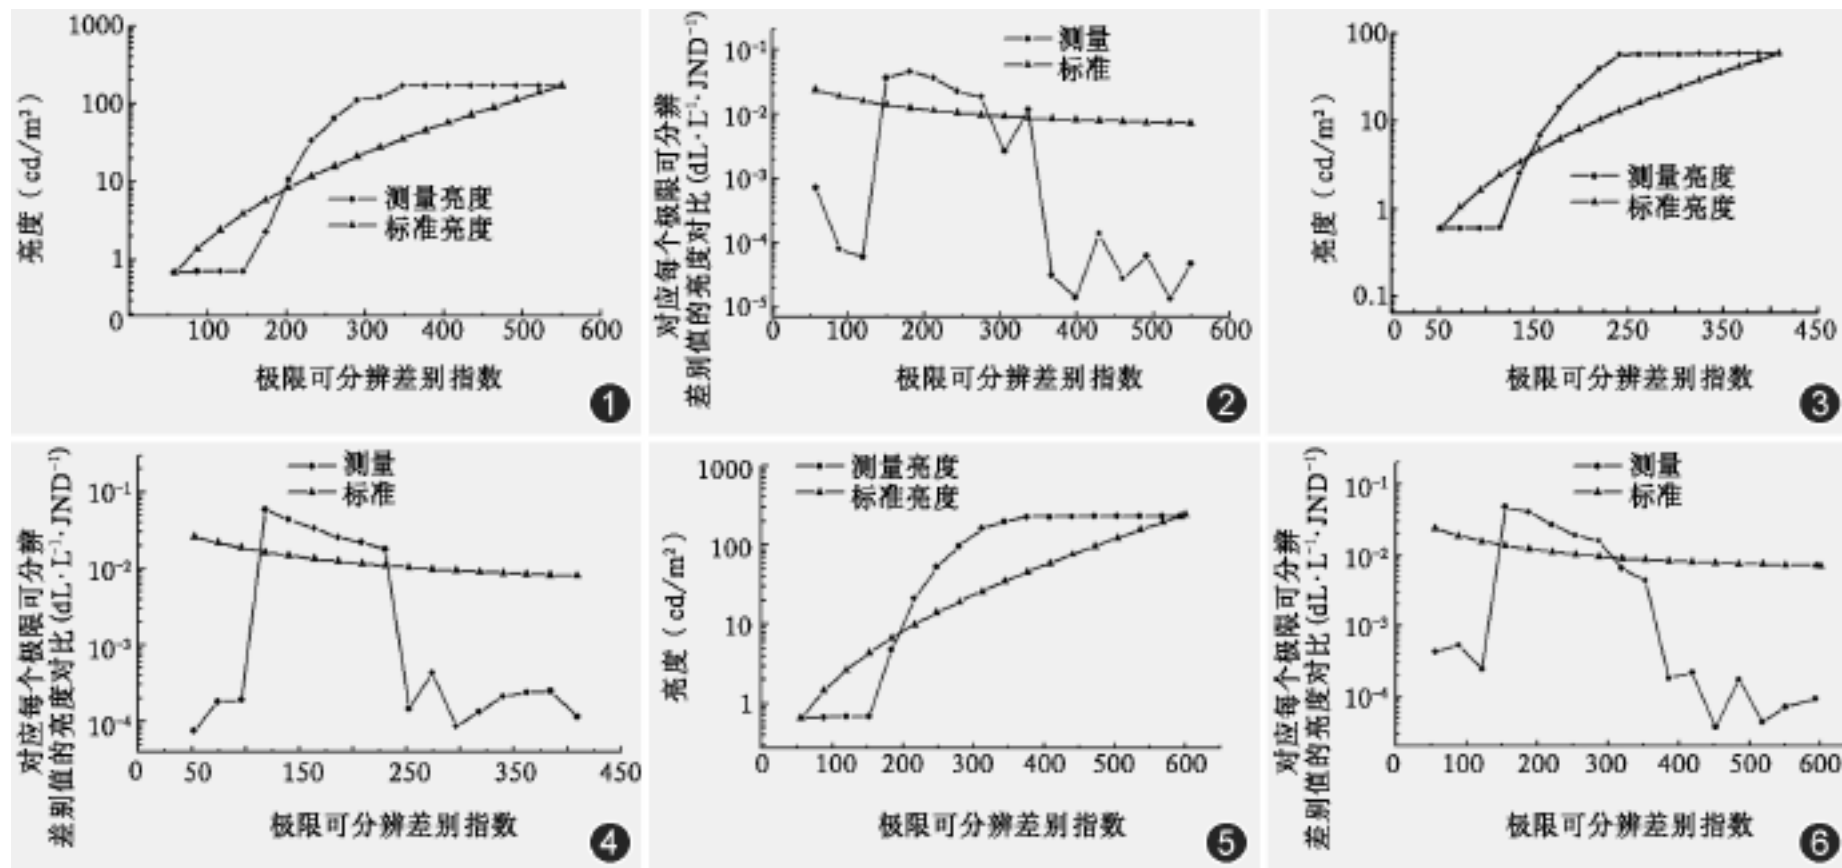 1000
100
10
1
0
100
200
300
400
500
600
亮度（cd/m²）
测量亮度
标准亮度
极限可分辨差别指数
1
10⁻¹
10⁻²
10⁻³
10⁻⁴
10⁻⁵
0
100
200
300
400
500
600
对应每个极限可分辨
差别值的亮度对比(dL·L⁻¹·JND⁻¹)
测量
标准
极限可分辨差别指数
2
100
10
1
0.1
0
50
150
250
350
450
亮度（cd/m²）
测量亮度
标准亮度
极限可分辨差别指数
3
10⁻¹
10⁻²
10⁻³
10⁻⁴
0
50
150
250
350
450
对应每个极限可分辨
差别值的亮度对比(dL·L⁻¹·JND⁻¹)
测量
标准
极限可分辨差别指数
4
1000
100
10
1
0
100
200
300
400
500
600
亮度（cd/m²）
测量亮度
标准亮度
极限可分辨差别指数
5
10⁻¹
10⁻²
10⁻³
10⁻⁴
0
100
200
300
400
500
600
对应每个极限可分辨
差别值的亮度对比(dL·L⁻¹·JND⁻¹)
测量
标准
极限可分辨差别指数
6